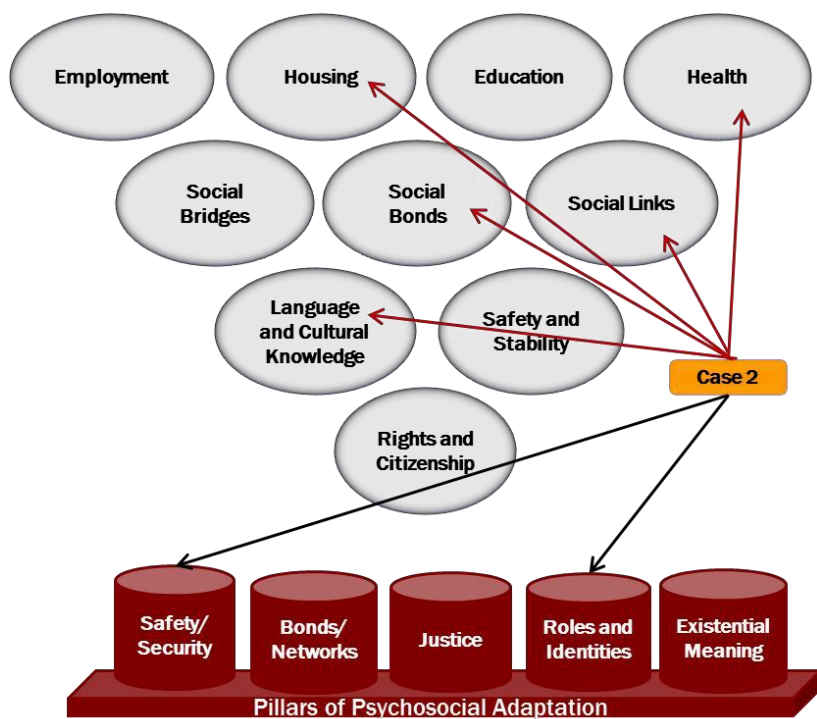 Employment
Housing
Education
Health
Social
Bridges
Social
Bonds
Social Links
Language
and Cultural
Knowledge
Safety and
Stability
Case 2
Rights and
Citizenship
Safety/
Security
Bonds/
Networks
Justice
Roles and
Identities
Existential
Meaning
Pillars of Psychosocial Adaptation